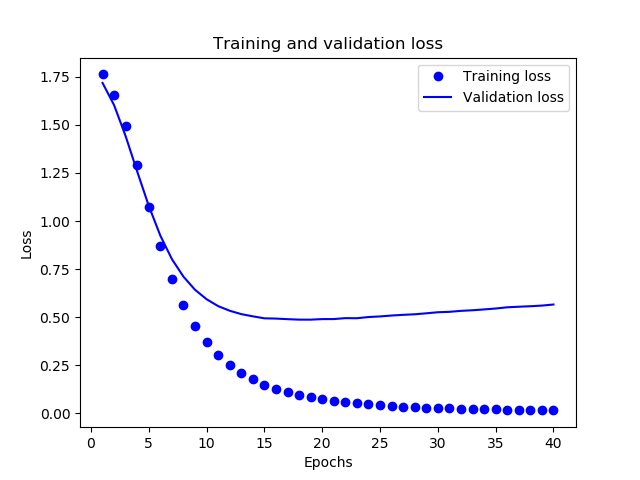 Training and validation loss
Training loss
Validation loss
1.75
1.50
1.25
1.00
0.75
0.50
0.25
0.00
Loss
0 5 10 15 20 25 30 35 40
Epochs